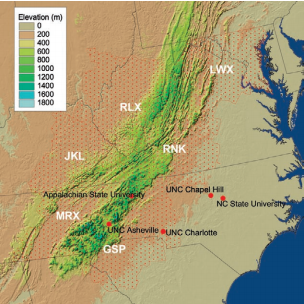 Elevation (m)
0
200
400
600
800
1000
1200
1400
1600
1800
LWX
RLX
RNK
JKL
Appalachian State University
UNC Chapel Hill
NC State University
MRX
UNC Asheville
UNC Charlotte
GSP